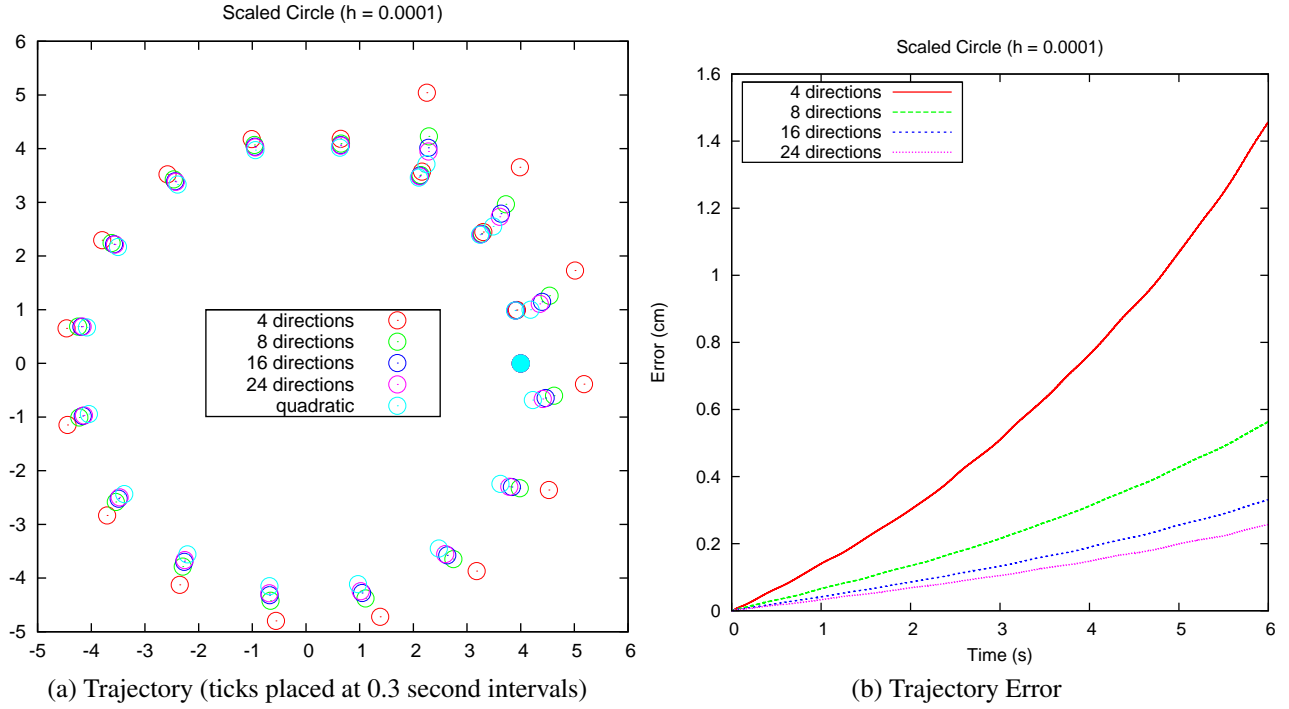 Scaled Circle (h = 0.0001)
6
5
4
3
2
1
0
-1
-2
-3
-4
-5
-5 -4 -3 -2 -1 0 1 2 3 4 5 6
4 directions
8 directions
16 directions
24 directions
quadratic
(a) Trajectory (ticks placed at 0.3 second intervals)
Scaled Circle (h = 0.0001)
Error (cm)
1.6
1.4
1.2
1
0.8
0.6
0.4
0.2
0
0 1 2 3 4 5 6
Time (s)
4 directions
8 directions
16 directions
24 directions
(b) Trajectory Error